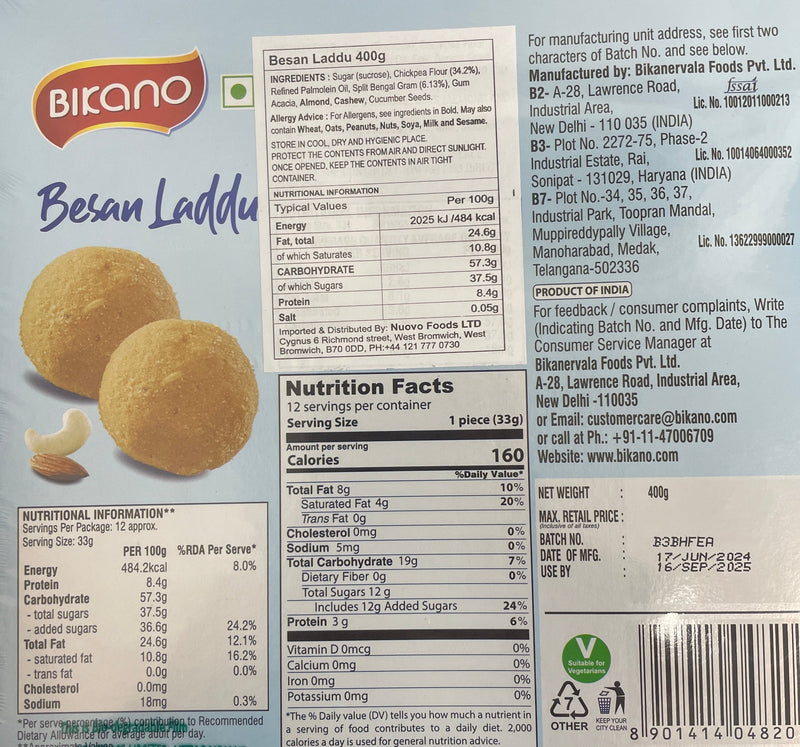 BIKANO
Besan Laddu
NUTRITIONAL INFORMATION**
Servings Per Package: 12 approx.
Serving Size: 33g
PER 100g %RDA Per Serve*
Energy 484.2kcal 8.0%
Protein 8.4g
Carbohydrate 57.3g
- total sugars 37.5g
- added sugars 36.6g 24.2%
Total Fat 24.6g 12.1%
- saturated fat 10.8g 16.2%
- trans fat 0.0g 0.0%
Cholesterol 0.0mg
Sodium 18mg 0.3%
*Per serve percentage (%) contribution to Recommended
Dietary Allowance for average adult per day.
**Approximate Values
This is Bio-degradable Film
Besan Laddu 400g
INGREDIENTS : Sugar (sucrose), Chickpea Flour (34.2%),
Refined Palmolein Oil, Split Bengal Gram (6.13%), Gum
Acacia, Almond, Cashew, Cucumber Seeds.
Allergy Advice : For Allergens, see ingredients in Bold. May also
contain Wheat, Oats, Peanuts, Nuts, Soya, Milk and Sesame.
STORE IN COOL, DRY AND HYGIENIC PLACE.
PROTECT THE CONTENTS FROM AIR AND DIRECT SUNLIGHT.
ONCE OPENED, KEEP THE CONTENTS IN AIR TIGHT
CONTAINER.
NUTRITIONAL INFORMATION
Typical Values Per 100g
Energy 2025 kJ /484 kcal
Fat, total 24.6g
of which Saturates 10.8g
CARBOHYDRATE 57.3g
of which Sugars 37.5g
Protein 8.4g
Salt 0.05g
Imported & Distributed By: Nuovo Foods LTD
Cygnus 6 Richmond street, West Bromwich, West
Bromwich, B70 0DD, PH:+44 121 777 0730
Nutrition Facts
12 servings per container
Serving Size 1 piece (33g)
Amount per serving
Calories 160
%Daily Value*
Total Fat 8g 10%
Saturated Fat 4g 20%
Trans Fat 0g
Cholesterol 0mg 0%
Sodium 5mg 0%
Total Carbohydrate 19g 7%
Dietary Fiber 0g 0%
Total Sugars 12 g
Includes 12g Added Sugars 24%
Protein 3 g 6%
Vitamin D 0mcg 0%
Calcium 0mg 0%
Iron 0mg 0%
Potassium 0mg 0%
*The % Daily value (DV) tells you how much a nutrient in
a serving of food contributes to a daily diet. 2,000
calories a day is used for general nutrition advice.
For manufacturing unit address, see first two
characters of Batch No. and see below.
Manufactured by: Bikanervala Foods Pvt. Ltd.
B2- A-28, Lawrence Road,
Industrial Area,
New Delhi - 110 035 (INDIA)
fssai
Lic. No. 10012011000213
B3- Plot No. 2272-75, Phase-2
Industrial Estate, Rai,
Sonipat - 131029, Haryana (INDIA)
Lic. No. 10014064000352
B7- Plot No.-34, 35, 36, 37,
Industrial Park, Toopran Mandal,
Muppireddypally Village,
Manoharabad, Medak,
Telangana-502336
Lic. No. 13622999000027
PRODUCT OF INDIA
For feedback / consumer complaints, Write
(Indicating Batch No. and Mfg. Date) to The
Consumer Service Manager at
Bikanervala Foods Pvt. Ltd.
A-28, Lawrence Road, Industrial Area,
New Delhi -110035
or Email: customercare@bikano.com
or call at Ph.: +91-11-47006709
Website: www.bikano.com
NET WEIGHT : 400g
MAX. RETAIL PRICE :
(Inclusive of all taxes)
BATCH NO. : B3BHFEA
DATE OF MFG. : 17/JUN/2024
USE BY : 16/SEP/2025
V
Suitable for
Vegetarians
7
OTHER
KEEP YOUR
CITY CLEAN
8 901414 04820